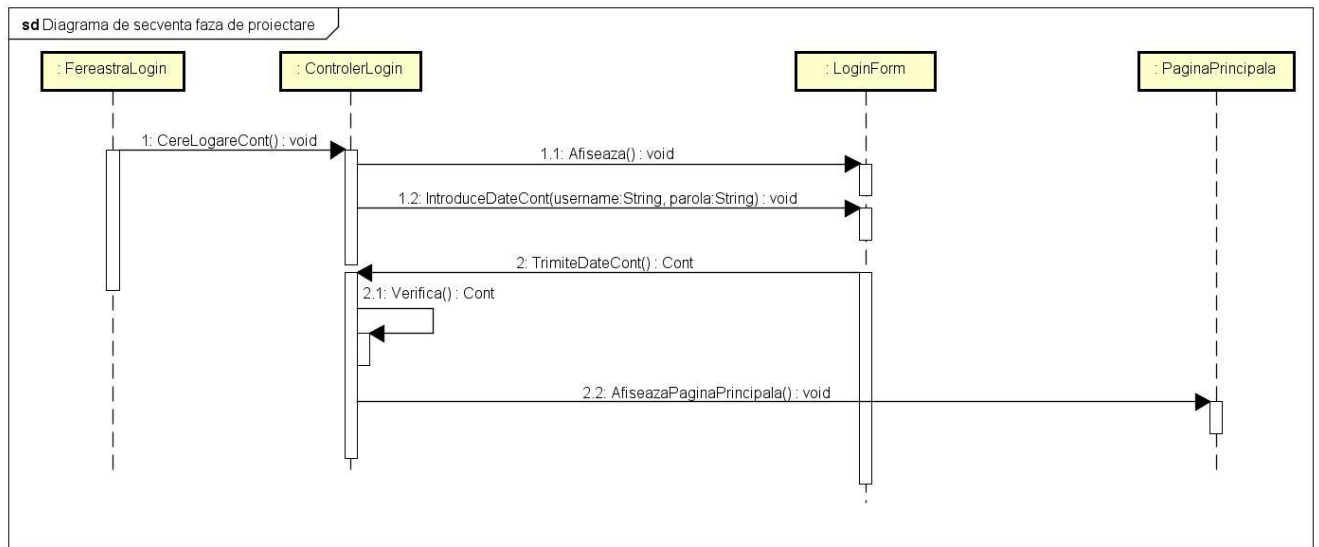 sd Diagrama de secventa faza de proiectare
: FereastraLogin
: ControlerLogin
: LoginForm
: PaginaPrincipala
1: CereLogareCont() : void
1.1: Afiseaza() : void
1.2: IntroduceDateCont(username:String, parola:String) : void
2: TrimiteDateCont() : Cont
2.1: Verifica() : Cont
2.2: AfiseazaPaginaPrincipala() : void